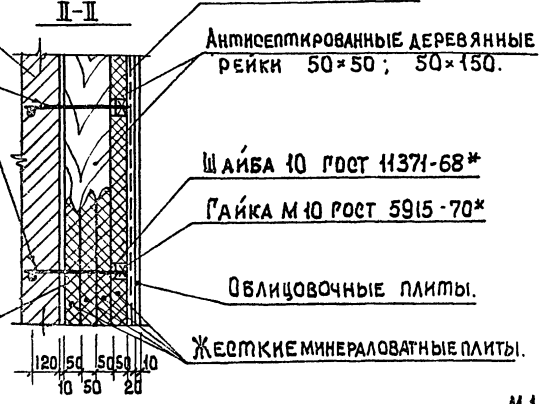 II-II
Антисептированные деревянные
рейки 50×50; 50×150.
Шайба 10 ГОСТ 11371-68*
Гайка М10 ГОСТ 5915-70*
Облицовочные плиты.
Жесткие минераловатные плиты.
120 50 50 50 10
10 50 20